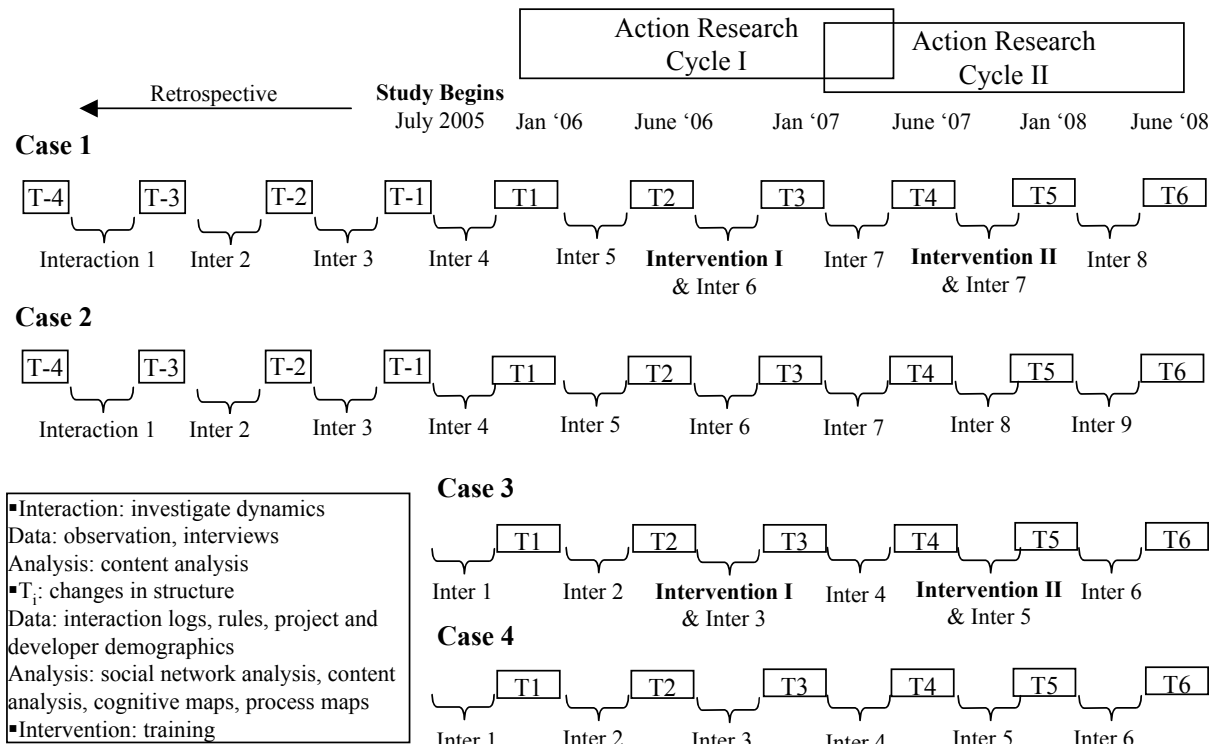 Action Research
Cycle I
Action Research
Cycle II
Retrospective
Study Begins
July 2005 Jan ‘06 June ‘06 Jan ‘07 June ‘07 Jan ‘08 June ‘08
Case 1
T-4 T-3 T-2 T-1 T1 T2 T3 T4 T5 T6
Interaction 1 Inter 2 Inter 3 Inter 4 Inter 5 Intervention I Inter 7 Intervention II Inter 8
& Inter 6 & Inter 7
Case 2
T-4 T-3 T-2 T-1 T1 T2 T3 T4 T5 T6
Interaction 1 Inter 2 Inter 3 Inter 4 Inter 5 Inter 6 Inter 7 Inter 8 Inter 9
▪Interaction: investigate dynamics
Data: observation, interviews
Analysis: content analysis
▪Ti: changes in structure
Data: interaction logs, rules, project and
developer demographics
Analysis: social network analysis, content
analysis, cognitive maps, process maps
▪Intervention: training
Case 3
T1 T2 T3 T4 T5 T6
Inter 1 Inter 2 Intervention I Inter 4 Intervention II Inter 6
& Inter 3 & Inter 5
Case 4
T1 T2 T3 T4 T5 T6
Inter 1 Inter 2 Inter 3 Inter 4 Inter 5 Inter 6